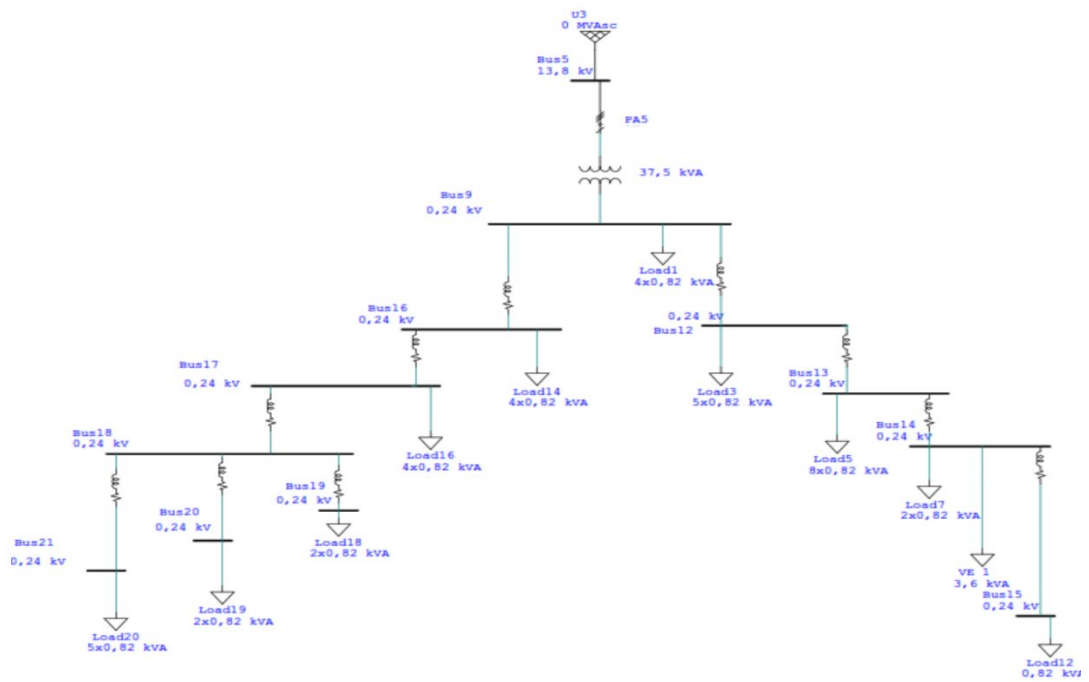 U3
0 MVAsc
Bus5
13,8 kV
PA5
37,5 kVA
Bus9
0,24 kV
Load1
4x0,82 kVA
Bus16
0,24 kV
0,24 kV
Bus12
Load14
4x0,82 kVA
Load3
5x0,82 kVA
Bus17
0,24 kV
Bus13
0,24 kV
Bus18
0,24 kV
Load16
4x0,82 kVA
Bus14
0,24 kV
Load5
8x0,82 kVA
Bus19
0,24 kV
Load7
2x0,82 kVA
Bus20
0,24 kV
Load18
2x0,82 kVA
Bus21
0,24 kV
VE 1
3,6 kVA
Bus15
0,24 kV
Load19
2x0,82 kVA
Load20
5x0,82 kVA
Load12
0,82 kVA